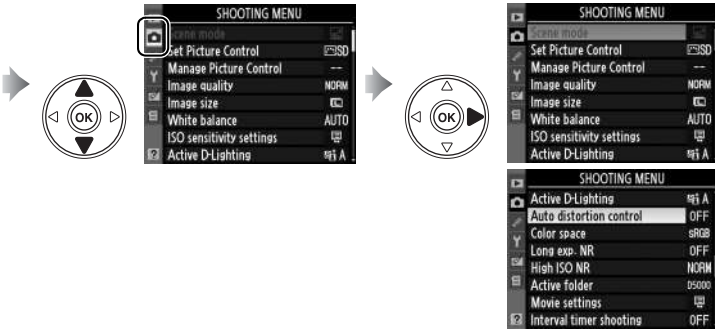 SHOOTING MENU
Scene mode
Set Picture Control SD
Manage Picture Control --
Image quality NORM
Image size
White balance AUTO
ISO sensitivity settings
Active D-Lighting A
OK
SHOOTING MENU
Scene mode
Set Picture Control SD
Manage Picture Control --
Image quality NORM
Image size
White balance AUTO
ISO sensitivity settings
Active D-Lighting A
OK
SHOOTING MENU
Active D-Lighting A
Auto distortion control OFF
Color space sRGB
Long exp. NR OFF
High ISO NR NORM
Active folder D5000
Movie settings
Interval timer shooting OFF